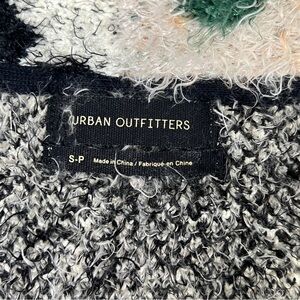 URBAN OUTFITTERS
S-P Made in China / Fabriqué en Chine